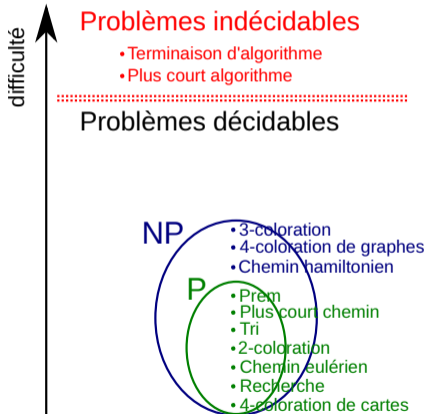 difficulté
Problèmes indécidables
•Terminaison d'algorithme
•Plus court algorithme
Problèmes décidables
NP
•3-coloration
•4-coloration de graphes
•Chemin hamiltonien
P
•Prem
•Plus court chemin
•Tri
•2-coloration
•Chemin eulérien
•Recherche
•4-coloration de cartes